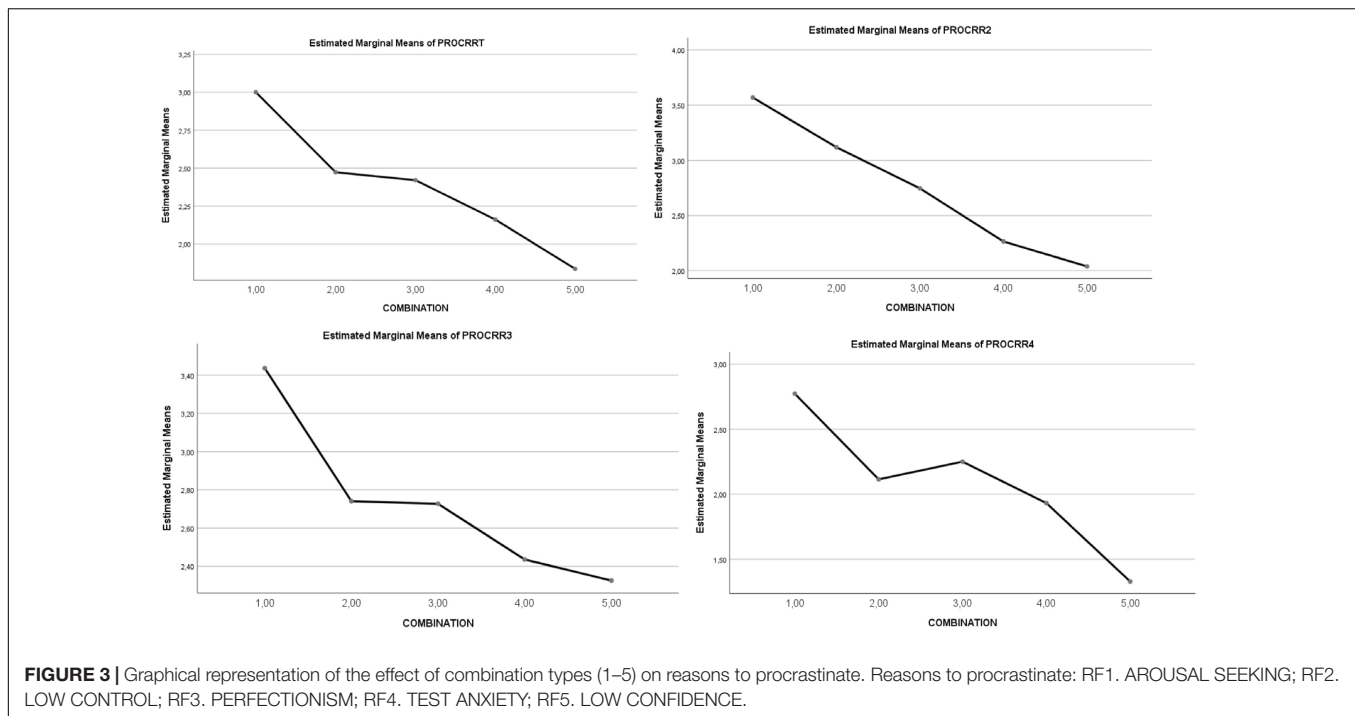 Estimated Marginal Means of PROCRRT
Estimated Marginal Means
3,25
3,00
2,75
2,50
2,25
2,00
1,00 2,00 3,00 4,00 5,00
COMBINATION
Estimated Marginal Means of PROCRR2
Estimated Marginal Means
4,00
3,50
3,00
2,50
2,00
1,00 2,00 3,00 4,00 5,00
COMBINATION
Estimated Marginal Means of PROCRR3
Estimated Marginal Means
3,40
3,20
3,00
2,80
2,60
2,40
1,00 2,00 3,00 4,00 5,00
COMBINATION
Estimated Marginal Means of PROCRR4
Estimated Marginal Means
3,00
2,50
2,00
1,50
1,00 2,00 3,00 4,00 5,00
COMBINATION
FIGURE 3 | Graphical representation of the effect of combination types (1–5) on reasons to procrastinate. Reasons to procrastinate: RF1. AROUSAL SEEKING; RF2.
LOW CONTROL; RF3. PERFECTIONISM; RF4. TEST ANXIETY; RF5. LOW CONFIDENCE.